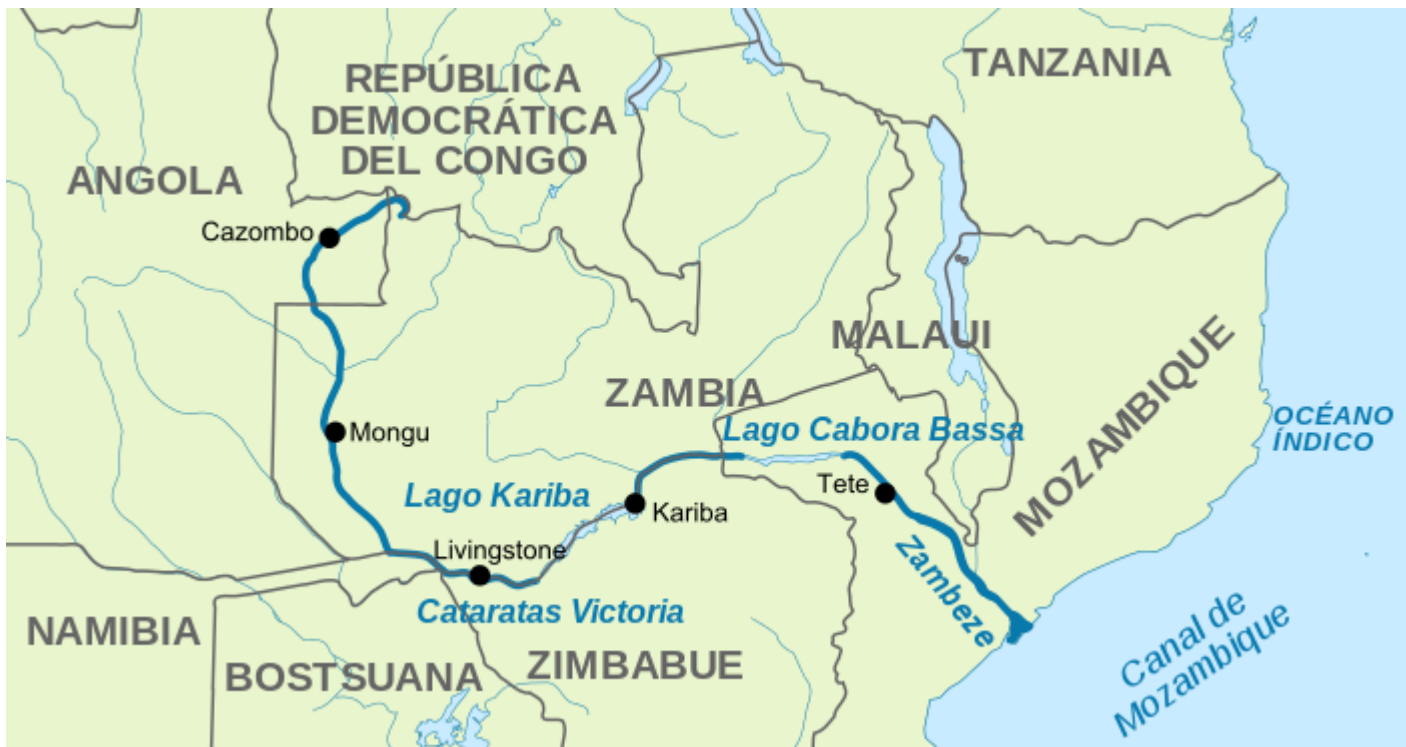 TANZANIA
REPÚBLICA
DEMOCRÁTICA
DEL CONGO
ANGOLA
Cazombo
MALAUI
ZAMBIA
MOZAMBIQUE
OCÉANO
ÍNDICO
Mongu
Lago Cabora Bassa
Lago Kariba
Tete
Kariba
Livingstone
Zambeze
Cataratas Victoria
NAMIBIA
BOSTSUANA
ZIMBABUE
Canal de
Mozambique